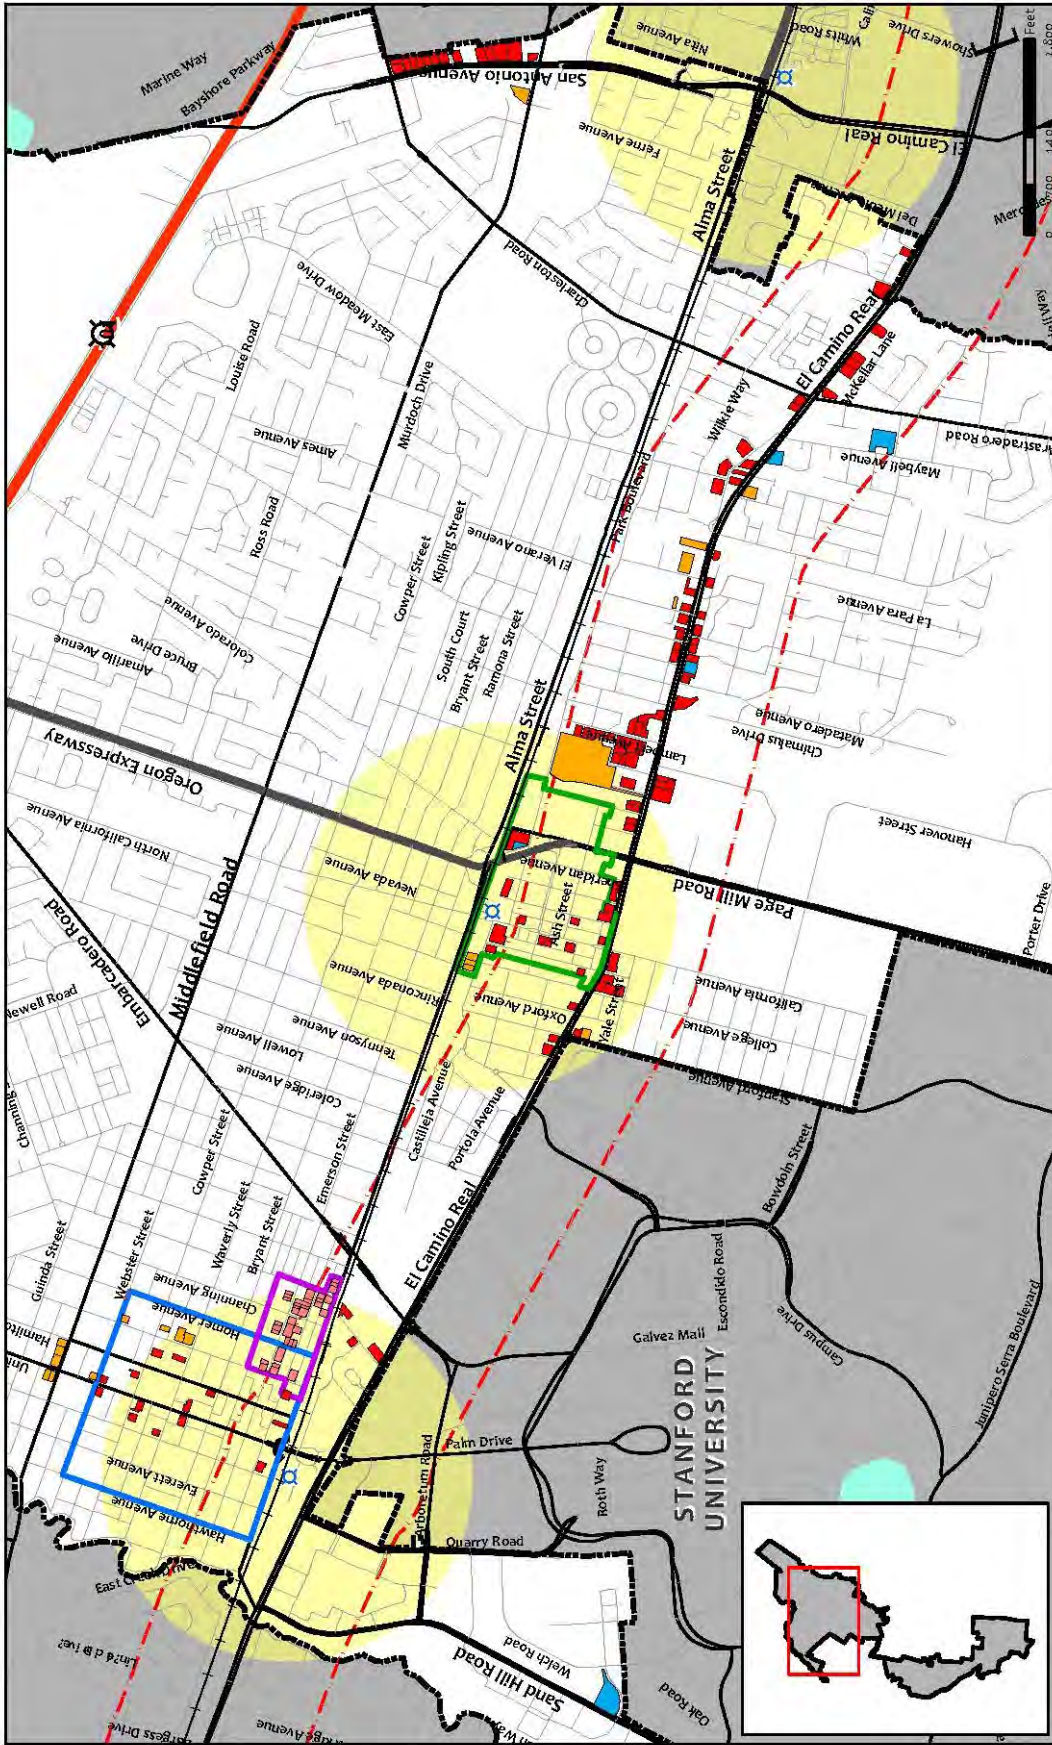 Marine Way
Bayshore Parkway
San Antonio Avenue
Nita Avenue
Whits Road
Showers Drive
Feet
Ferne Avenue
El Camino Real
Alma Street
Charleston Road
East Meadow Drive
Louise Road
Murdoch Drive
Ames Avenue
El Camino Real
McKellar Lane
Wilkie Way
Arastradero Road
Maybell Avenue
Park Boulevard
Ross Road
Cowper Street
Kipling Street
El Verano Avenue
Colorado Avenue
Bruce Drive
Amarillo Avenue
South Court
Bryant Street
Ramona Street
La Para Avenue
Matadero Avenue
Chimalus Drive
Alma Street
Oregon Expressway
North California Avenue
Nevada Avenue
Hanover Street
Page Mill Road
Porter Drive
Ash Street
Middlefield Road
Embarcadero Road
Newell Road
Rinconada Avenue
Oxford Avenue
Yale Street
California Avenue
College Avenue
Stanford Avenue
Tennyson Avenue
Lowell Avenue
Coleridge Avenue
Castilleja Avenue
Portola Avenue
Channing
Cowper Street
Emerson Street
Waverly Street
Bryant Street
El Camino Real
Bowdoin Street
Escondido Road
Galvez Mall
Campus Drive
Junipero Serra Boulevard
Guinda Street
Webster Street
Channing Avenue
Homer Avenue
Everett Avenue
Hawthorne Avenue
Palm Drive
Arboretum Road
Quarry Road
Roth Way
STANFORD
UNIVERSITY
East Creek Drive
Sand Hill Road
Welch Road
Oak Road